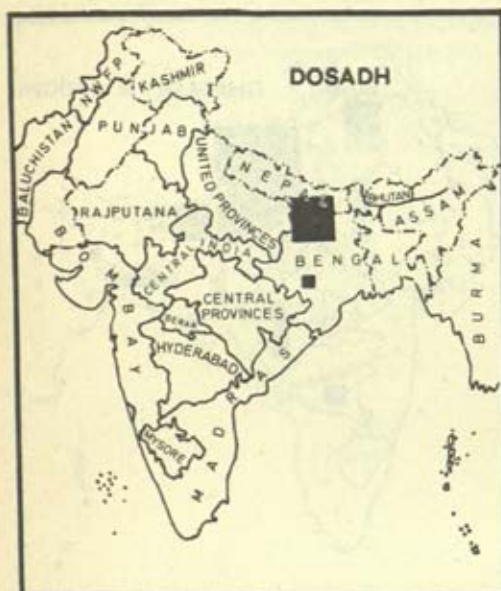 DOSADH
KASHMIR
NWFP
PUNJAB
BALUCHISTAN
UNITED PROVINCES
NEPAL
BHUTAN
ASSAM
RAJPUTANA
CENTRAL INDIA
BENGAL
BURMA
BOMBAY
CENTRAL
PROVINCES
BERAR
HYDERABAD
MADRAS
MYSORE